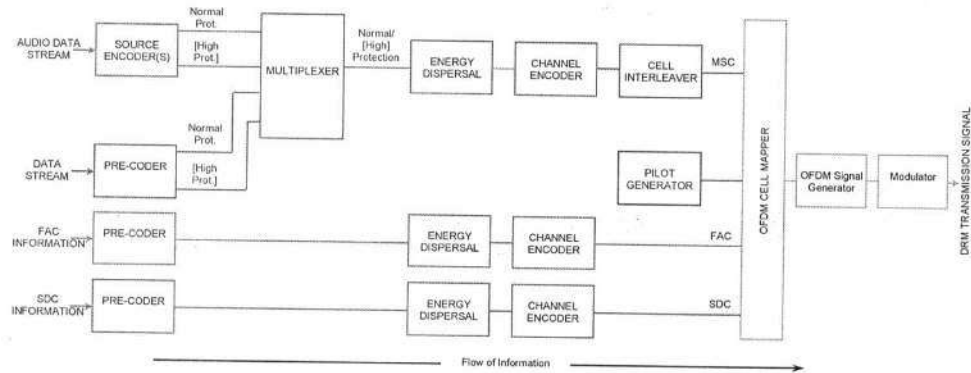 AUDIO DATA
STREAM
SOURCE
ENCODER(S)
Normal
Prot.
[High
Prot.]
MULTIPLEXER
Normal/
[High]
Protection
ENERGY
DISPERSAL
CHANNEL
ENCODER
CELL
INTERLEAVER
MSC
DATA
STREAM
PRE-CODER
Normal
Prot.
[High
Prot.]
PILOT
GENERATOR
OFDM CELL MAPPER
OFDM Signal
Generator
Modulator
DRM TRANSMISSION SIGNAL
FAC
INFORMATION
PRE-CODER
ENERGY
DISPERSAL
CHANNEL
ENCODER
FAC
SDC
INFORMATION
PRE-CODER
ENERGY
DISPERSAL
CHANNEL
ENCODER
SDC
Flow of Information